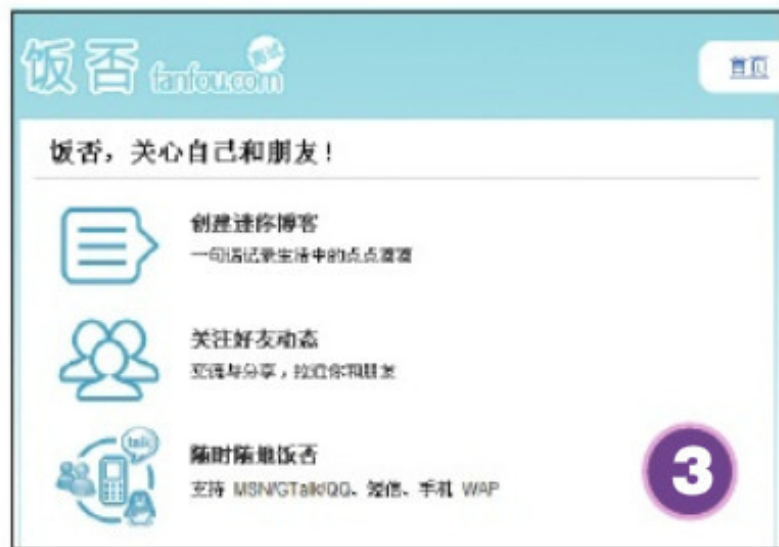 饭否 fanfou.com 测试
首页
饭否，关心自己和朋友！
创建迷你博客
一句话记录生活中的点点滴滴
关注好友动态
交流与分享，拉近你和朋友
talk
随时随地饭否
支持 MSN/GTalk/QQ、短信、手机 WAP
3